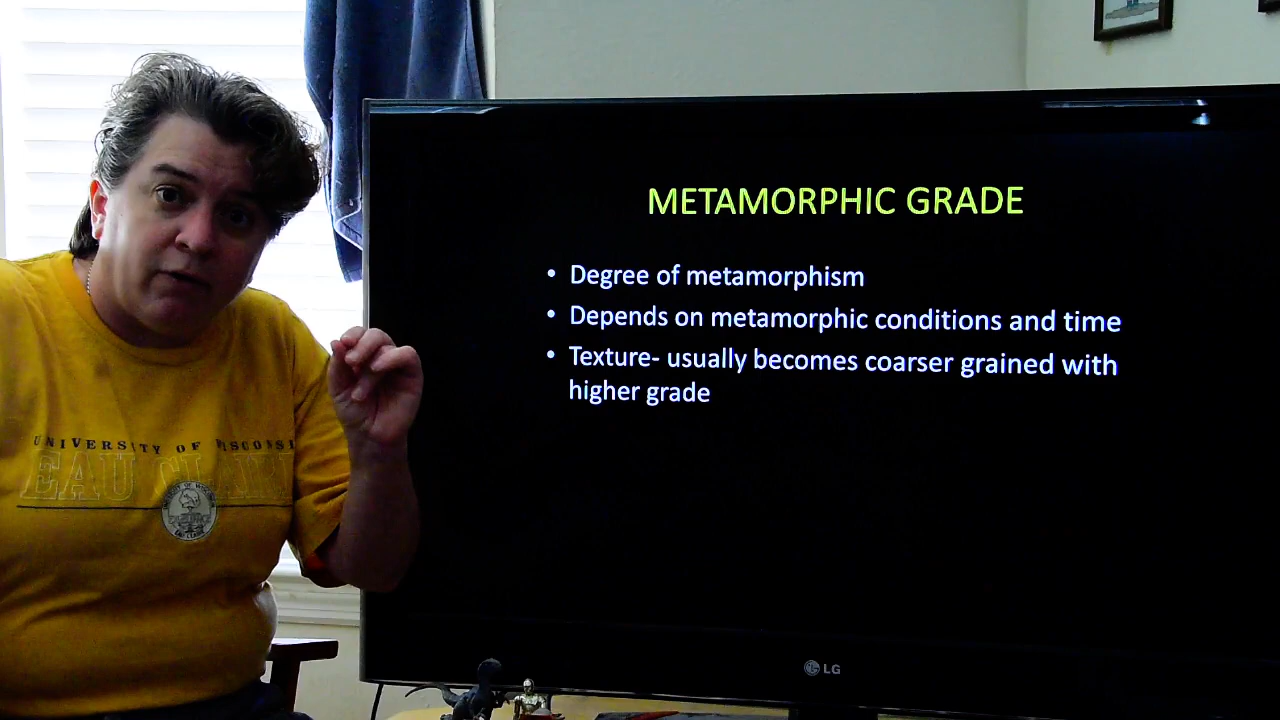 METAMORPHIC GRADE
• Degree of metamorphism
• Depends on metamorphic conditions and time
• Texture- usually becomes coarser grained with
higher grade
UNIVERSITY OF WISCONSI
EAU CLAIRE
LG